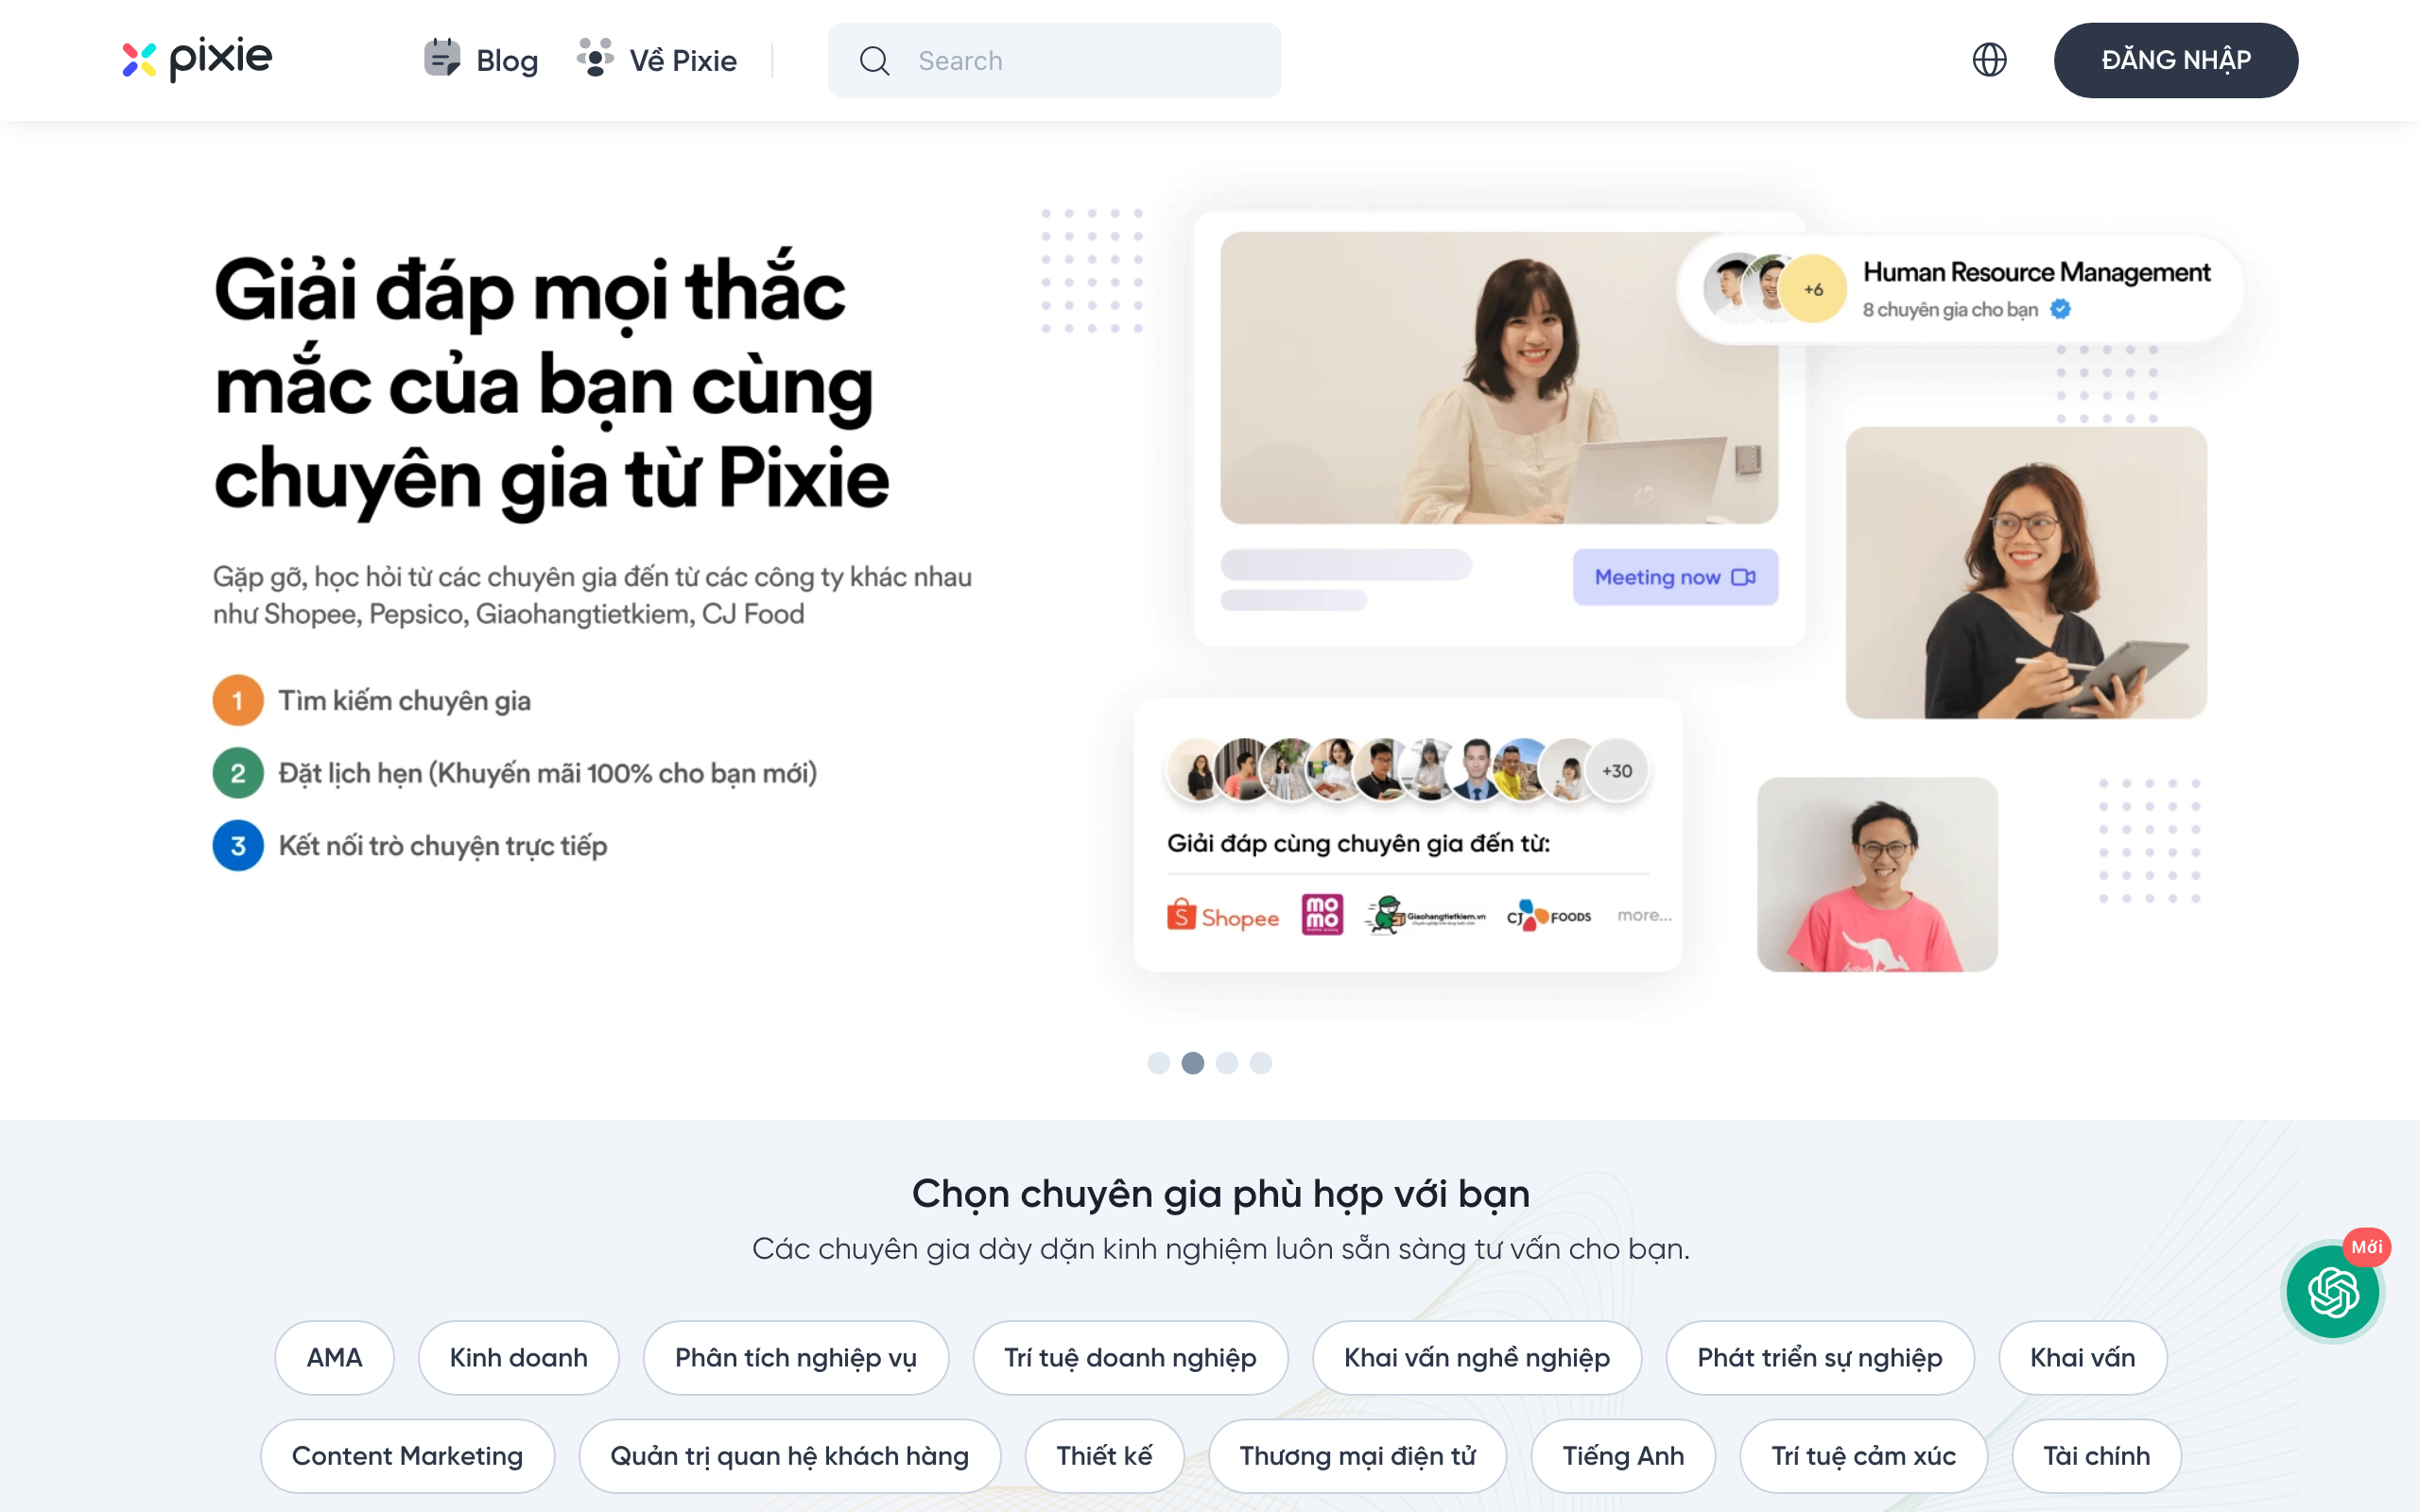 pixie
Blog
Về Pixie
Search
ĐĂNG NHẬP
Giải đáp mọi thắc
mắc của bạn cùng
chuyên gia từ Pixie
Gặp gỡ, học hỏi từ các chuyên gia đến từ các công ty khác nhau
như Shopee, Pepsico, Giaohangtietkiem, CJ Food
1 Tìm kiếm chuyên gia
2 Đặt lịch hẹn (Khuyến mãi 100% cho bạn mới)
3 Kết nối trò chuyện trực tiếp
+6
Human Resource Management
8 chuyên gia cho bạn
Meeting now
+30
Giải đáp cùng chuyên gia đến từ:
S Shopee
mo
mo
Giaohangtietkiem.vn
CJ FOODS
more...
Chọn chuyên gia phù hợp với bạn
Các chuyên gia dày dặn kinh nghiệm luôn sẵn sàng tư vấn cho bạn.
Mới
AMA
Kinh doanh
Phân tích nghiệp vụ
Trí tuệ doanh nghiệp
Khai vấn nghề nghiệp
Phát triển sự nghiệp
Khai vấn
Content Marketing
Quản trị quan hệ khách hàng
Thiết kế
Thương mại điện tử
Tiếng Anh
Trí tuệ cảm xúc
Tài chính